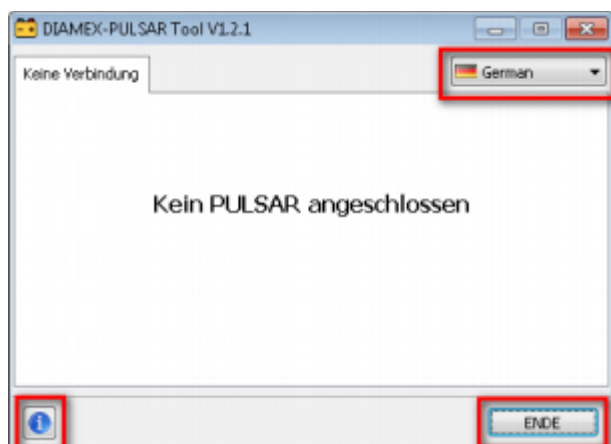 DIAMEX-PULSAR Tool V1.2.1
Keine Verbindung
German
Kein PULSAR angeschlossen
ENDE